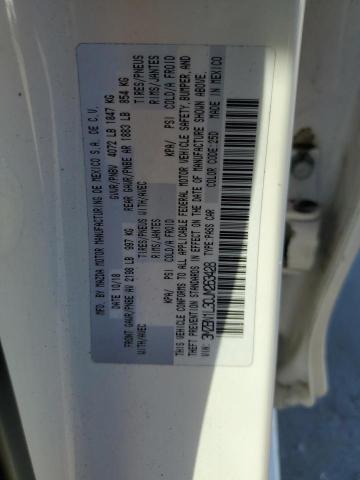 MFD. BY MAZDA MOTOR MANUFACTURING DE MEXICO S.A. DE C.V.
DATE: 10/18 GVWR/PNBV 4072 LB 1847 KG
FRONT GAWR/PNBE AV 2198 LB 997 KG REAR GAWR/PNBE AR 1883 LB 854 KG
WITH/AVEC TIRES/PNEUS WITH/AVEC TIRES/PNEUS
RIMS/JANTES RIMS/JANTES
WITH/AVEC KPA/ PSI COLD/A FROID KPA/ PSI COLD/A FROID
THIS VEHICLE CONFORMS TO ALL APPLICABLE FEDERAL MOTOR VEHICLE SAFETY, BUMPER, AND
THEFT PREVENTION STANDARDS IN EFFECT ON THE DATE OF MANUFACTURE SHOWN ABOVE.
TYPE: PASS CAR COLOR CODE: 25D MADE IN MEXICO